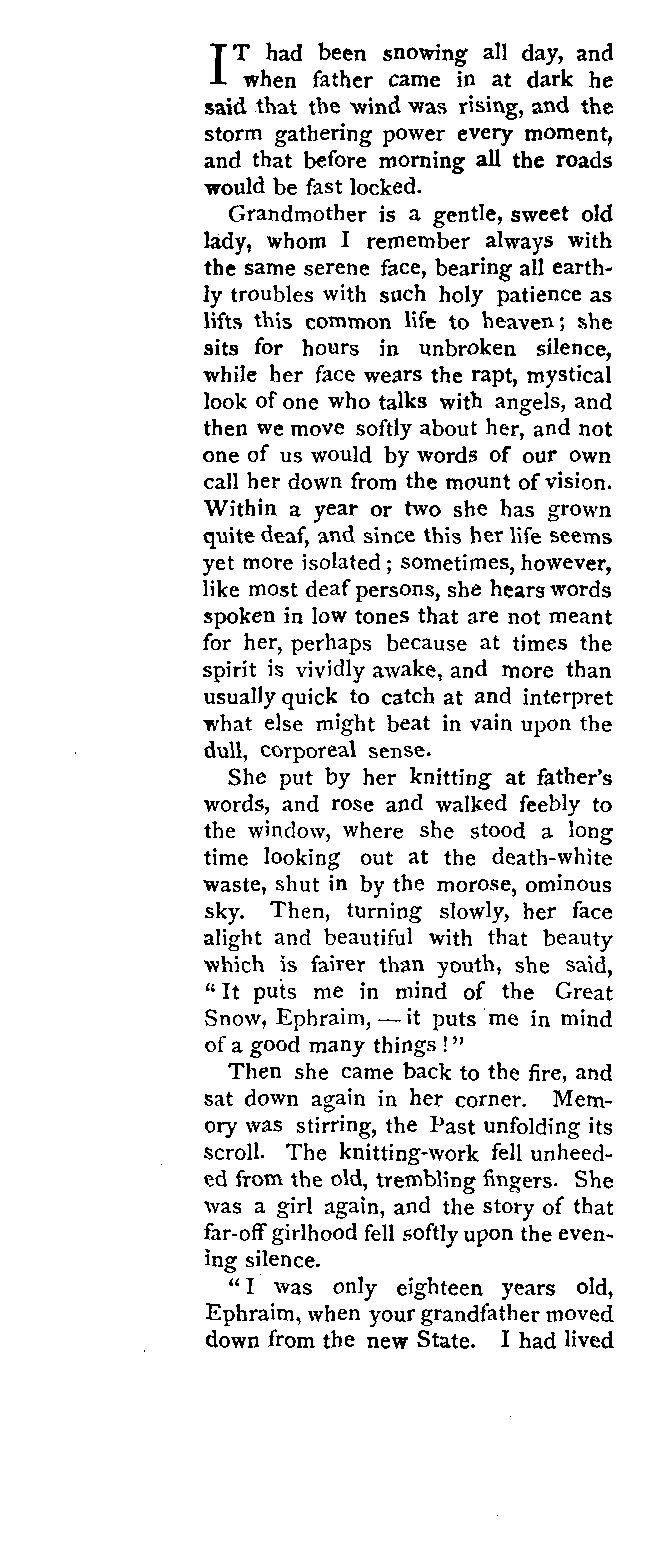 IT had been snowing all day, and
when father came in at dark he
said that the wind was rising, and the
storm gathering power every moment,
and that before morning all the roads
would be fast locked.
Grandmother is a gentle, sweet old
lady, whom I remember always with
the same serene face, bearing all earth-
ly troubles with such holy patience as
lifts this common life to heaven; she
sits for hours in unbroken silence,
while her face wears the rapt, mystical
look of one who talks with angels, and
then we move softly about her, and not
one of us would by words of our own
call her down from the mount of vision.
Within a year or two she has grown
quite deaf, and since this her life seems
yet more isolated; sometimes, however,
like most deaf persons, she hears words
spoken in low tones that are not meant
for her, perhaps because at times the
spirit is vividly awake, and more than
usually quick to catch at and interpret
what else might beat in vain upon the
dull, corporeal sense.
She put by her knitting at father's
words, and rose and walked feebly to
the window, where she stood a long
time looking out at the death-white
waste, shut in by the morose, ominous
sky. Then, turning slowly, her face
alight and beautiful with that beauty
which is fairer than youth, she said,
"It puts me in mind of the Great
Snow, Ephraim, — it puts me in mind
of a good many things!"
Then she came back to the fire, and
sat down again in her corner. Mem-
ory was stirring, the Past unfolding its
scroll. The knitting-work fell unheed-
ed from the old, trembling fingers. She
was a girl again, and the story of that
far-off girlhood fell softly upon the even-
ing silence.
"I was only eighteen years old,
Ephraim, when your grandfather moved
down from the new State. I had lived